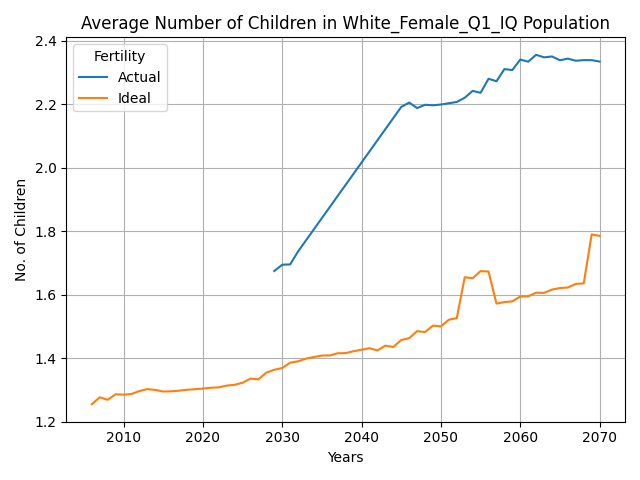 Average Number of Children in White_Female_Q1_IQ Population
Fertility
Actual
Ideal
No. of Children
2.4
2.2
2.0
1.8
1.6
1.4
1.2
2010 2020 2030 2040 2050 2060 2070
Years